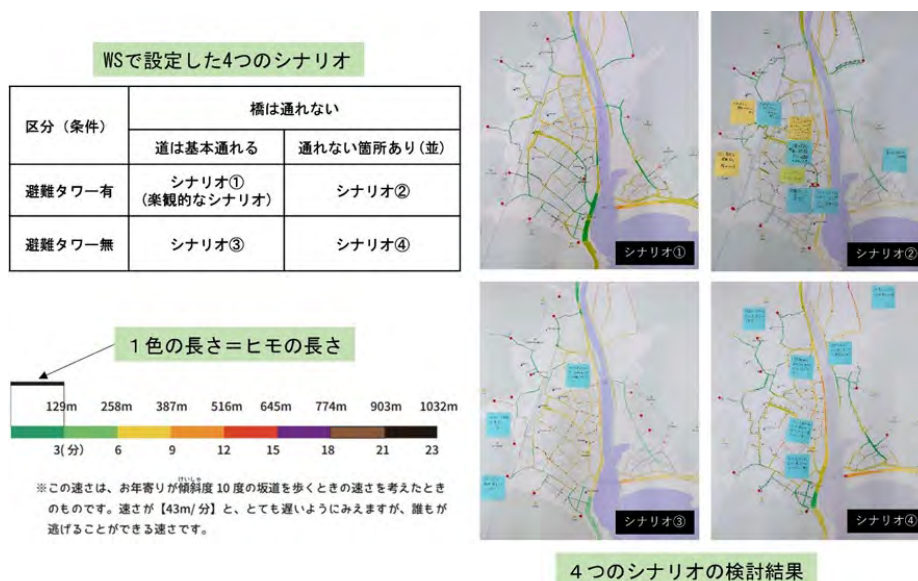 WSで設定した4つのシナリオ
区分（条件）
橋は通れない
道は基本通れる
通れない箇所あり（並）
避難タワー有
シナリオ①
（楽観的なシナリオ）
シナリオ②
避難タワー無
シナリオ③
シナリオ④
１色の長さ＝ヒモの長さ
129m 258m 387m 516m 645m 774m 903m 1032m
3(分) 6 9 12 15 18 21 23
けいしゃ
※この速さは、お年寄りが傾斜度 10 度の坂道を歩くときの速さを考えたとき
のものです。速さが【43m/ 分】と、とても遅いようにみえますが、誰もが
逃げることができる速さです。
シナリオ①
シナリオ②
シナリオ③
シナリオ④
４つのシナリオの検討結果